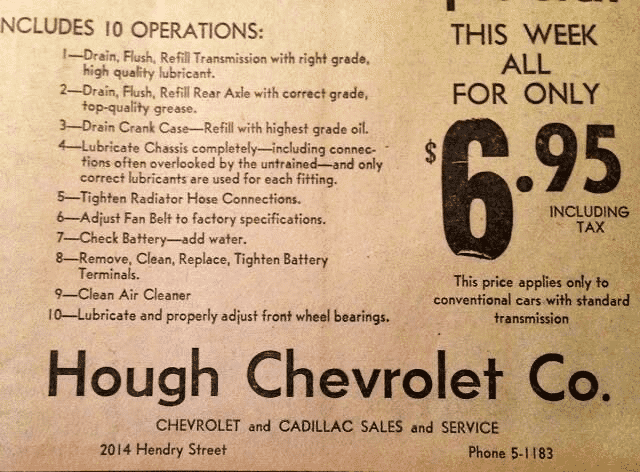 NCLUDES 10 OPERATIONS:
1—Drain, Flush, Refill Transmission with right grade,
high quality lubricant.
2—Drain, Flush, Refill Rear Axle with correct grade,
top-quality grease.
3—Drain Crank Case—Refill with highest grade oil.
4—Lubricate Chassis completely—including connec-
tions often overlooked by the untrained—and only
correct lubricants are used for each fitting.
5—Tighten Radiator Hose Connections.
6—Adjust Fan Belt to factory specifications.
7—Check Battery—add water.
8—Remove, Clean, Replace, Tighten Battery
Terminals.
9—Clean Air Cleaner
10—Lubricate and properly adjust front wheel bearings.
THIS WEEK
ALL
FOR ONLY
$6.95
INCLUDING
TAX
This price applies only to
conventional cars with standard
transmission
Hough Chevrolet Co.
CHEVROLET and CADILLAC SALES and SERVICE
2014 Hendry Street
Phone 5-1183